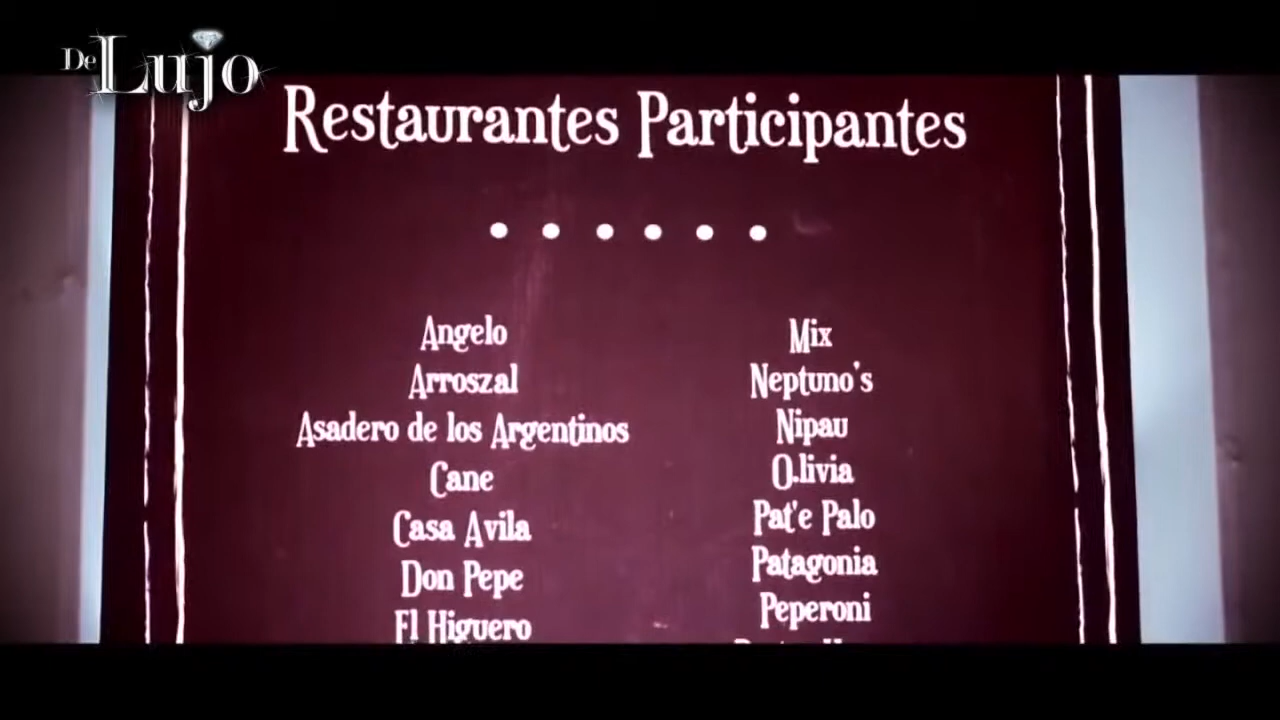 De Lujo
Restaurantes Participantes
Angelo
Arroszal
Asadero de los Argentinos
Cane
Casa Avila
Don Pepe
El Higuero
Mix
Neptuno's
Nipau
O.livia
Pat'e Palo
Patagonia
Peperoni